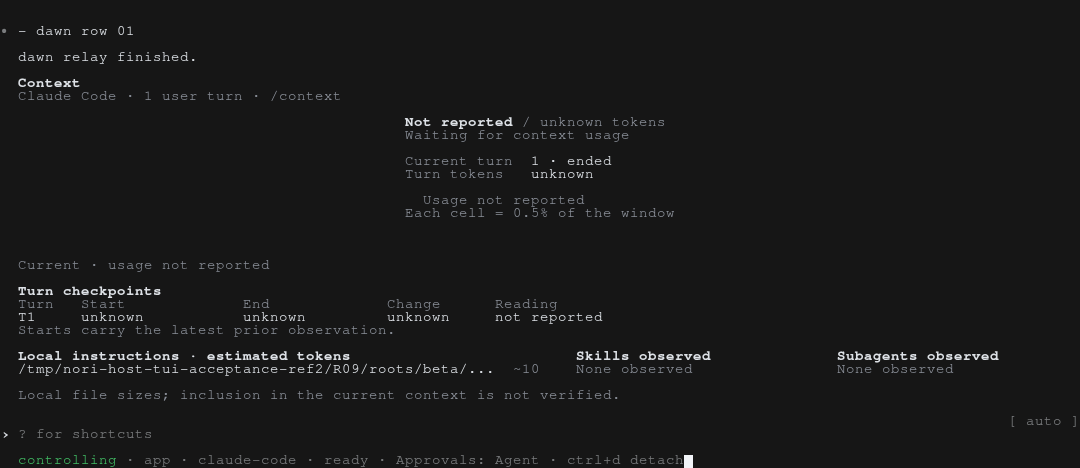 • - dawn row 01
dawn relay finished.
Context
Claude Code · 1 user turn · /context
Not reported / unknown tokens
Waiting for context usage
Current turn 1 · ended
Turn tokens unknown
Usage not reported
Each cell = 0.5% of the window
Current · usage not reported
Turn checkpoints
Turn Start End Change Reading
T1 unknown unknown unknown not reported
Starts carry the latest prior observation.
Local instructions · estimated tokens Skills observed Subagents observed
/tmp/nori-host-tui-acceptance-ref2/R09/roots/beta/... ~10 None observed None observed
Local file sizes; inclusion in the current context is not verified.
[ auto ]
› ? for shortcuts
controlling · app · claude-code · ready · Approvals: Agent · ctrl+d detach